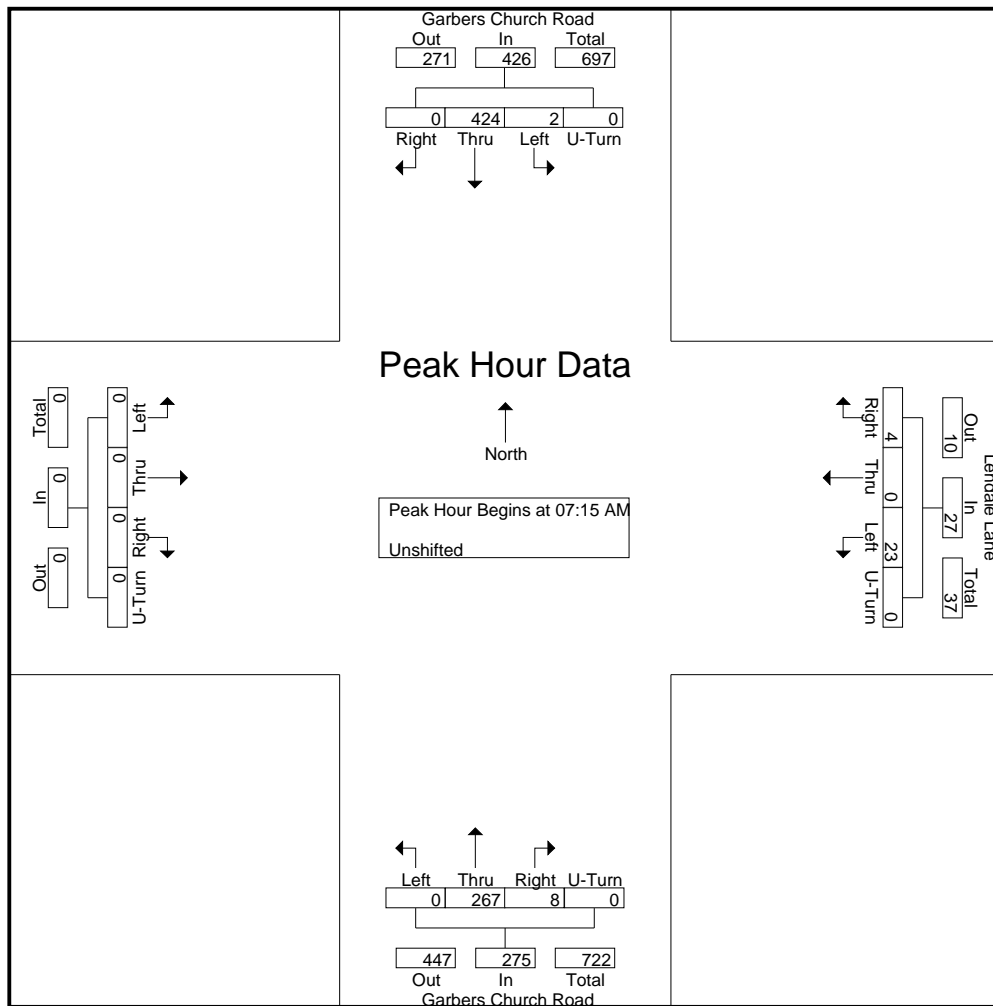 Garbers Church Road
Out In Total
271 426 697
0 424 2 0
Right Thru Left U-Turn
Peak Hour Data
North
Peak Hour Begins at 07:15 AM
Unshifted
Total In Out
0 0 0
0 0 0 0
Left Thru Right U-Turn
Lendale Lane
Out In Total
10 27 37
4 0 23 0
Right Thru Left U-Turn
Left Thru Right U-Turn
0 267 8 0
447 275 722
Out In Total
Garbers Church Road